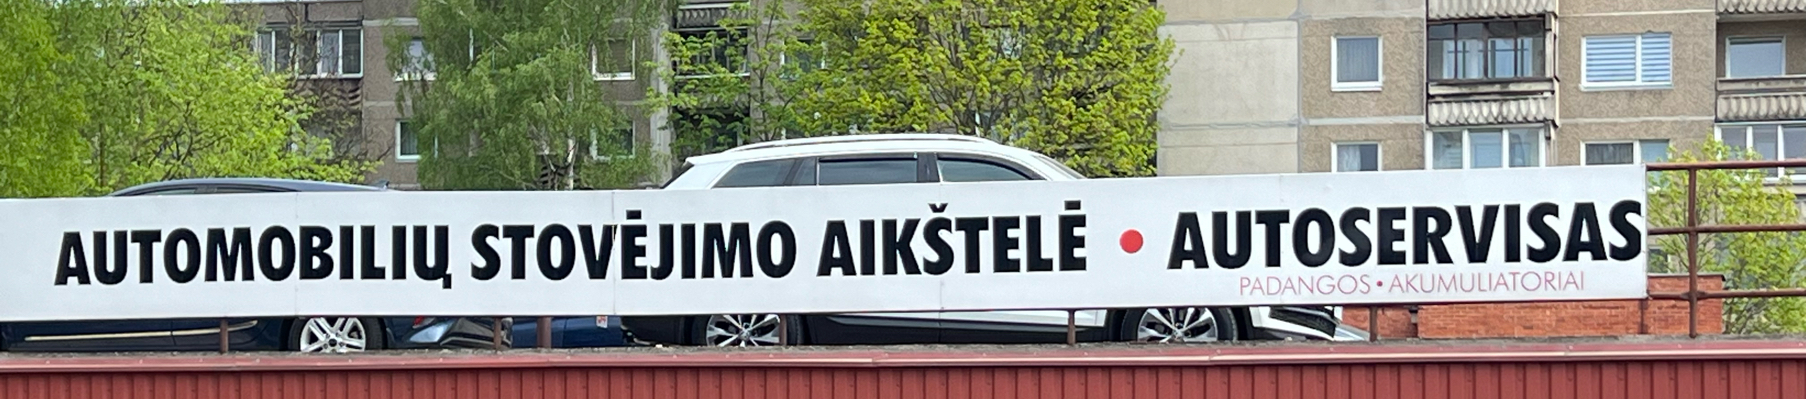 AUTOMOBILIŲ STOVĖJIMO AIKŠTELĖ • AUTOSERVISAS
PADANGOS • AKUMULIATORIAI